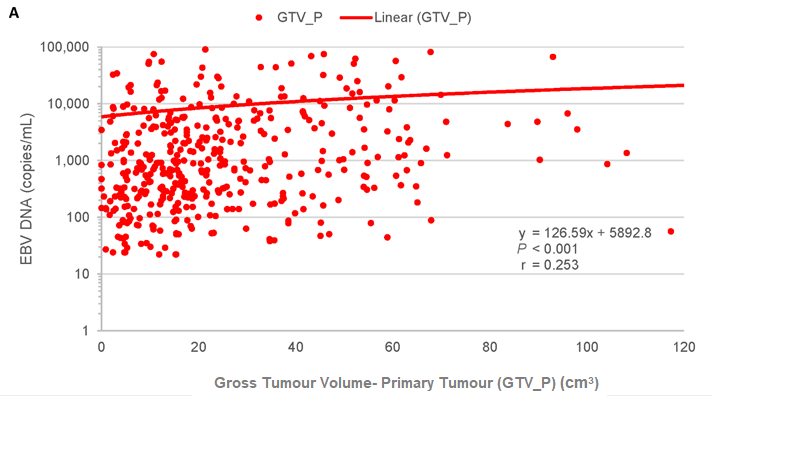 A
GTV_P Linear (GTV_P)
100,000
10,000
1,000
100
10
1
EBV DNA (copies/mL)
y = 126.59x + 5892.8
P < 0.001
r = 0.253
0 20 40 60 80 100 120
Gross Tumour Volume- Primary Tumour (GTV_P) (cm³)